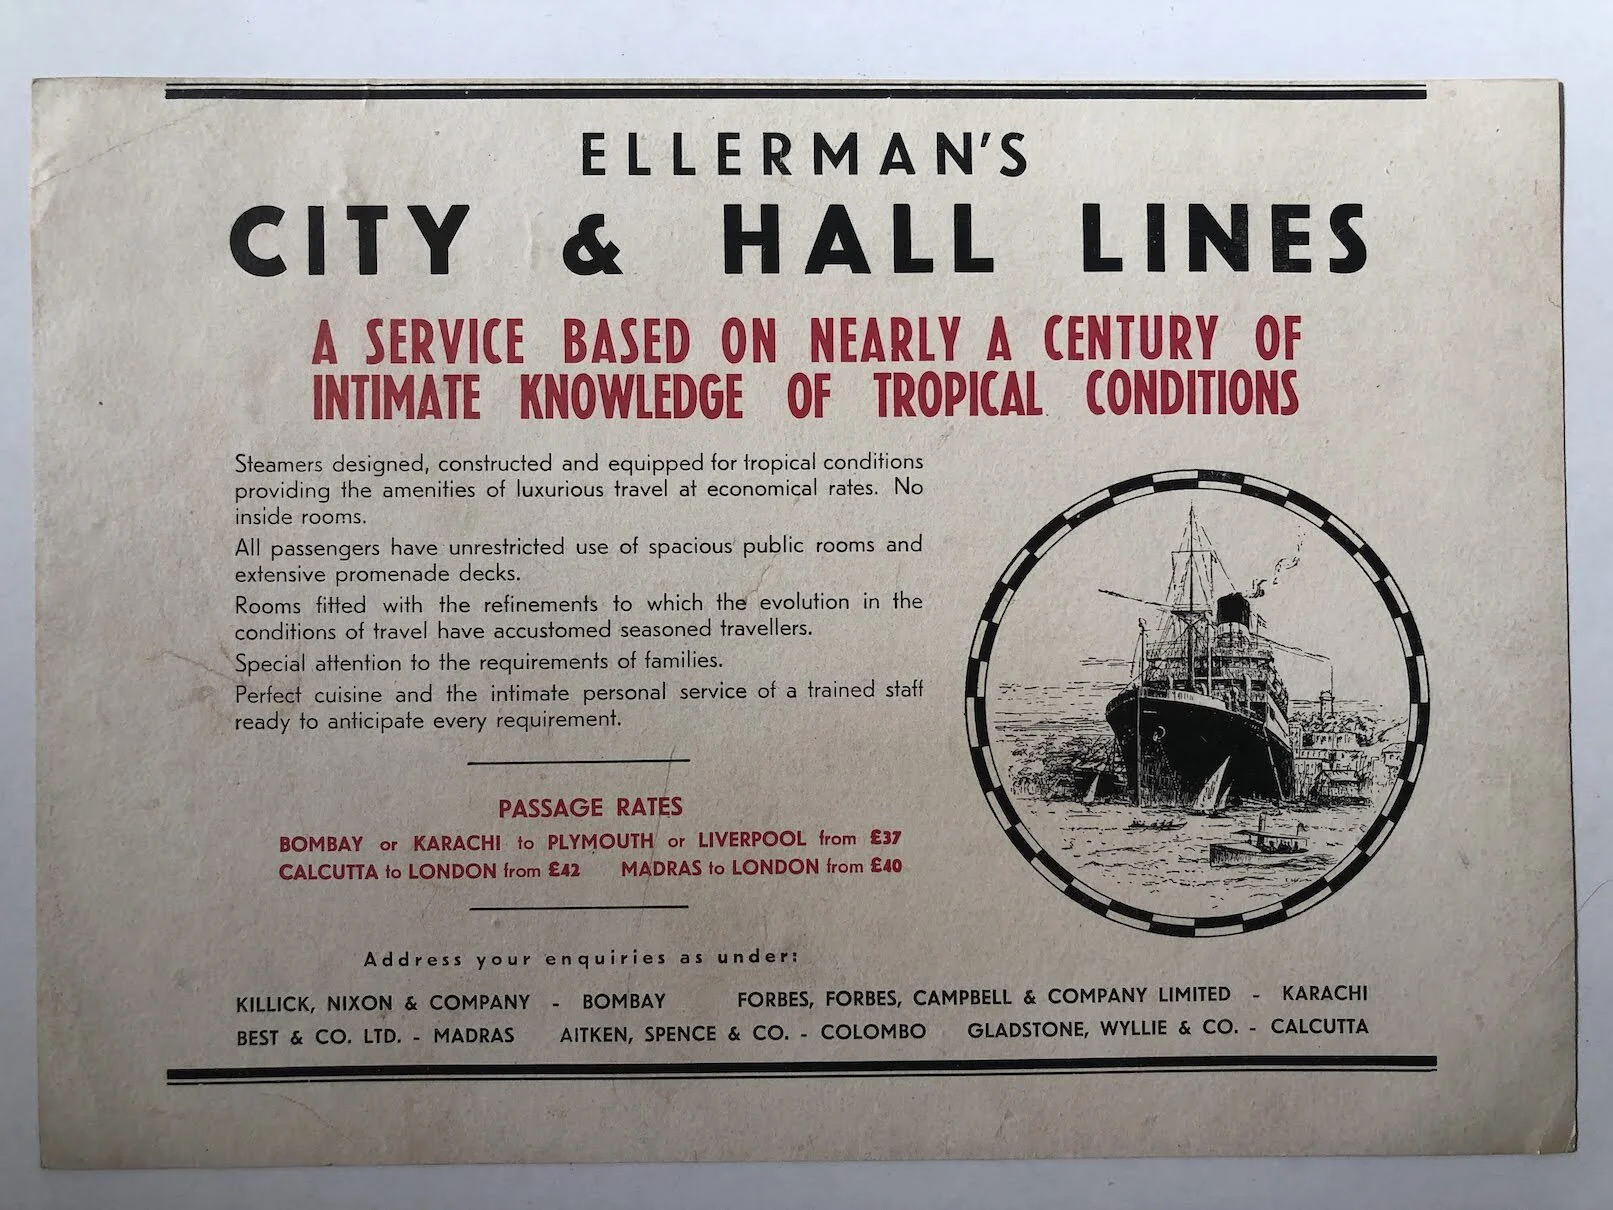 ELLERMAN'S
CITY & HALL LINES
A SERVICE BASED ON NEARLY A CENTURY OF
INTIMATE KNOWLEDGE OF TROPICAL CONDITIONS
Steamers designed, constructed and equipped for tropical conditions
providing the amenities of luxurious travel at economical rates. No
inside rooms.
All passengers have unrestricted use of spacious public rooms and
extensive promenade decks.
Rooms fitted with the refinements to which the evolution in the
conditions of travel have accustomed seasoned travellers.
Special attention to the requirements of families.
Perfect cuisine and the intimate personal service of a trained staff
ready to anticipate every requirement.
PASSAGE RATES
BOMBAY or KARACHI to PLYMOUTH or LIVERPOOL from £37
CALCUTTA to LONDON from £42 MADRAS to LONDON from £40
Address your enquiries as under:
KILLICK, NIXON & COMPANY - BOMBAY FORBES, FORBES, CAMPBELL & COMPANY LIMITED - KARACHI
BEST & CO. LTD. - MADRAS AITKEN, SPENCE & CO. - COLOMBO GLADSTONE, WYLLIE & CO. - CALCUTTA